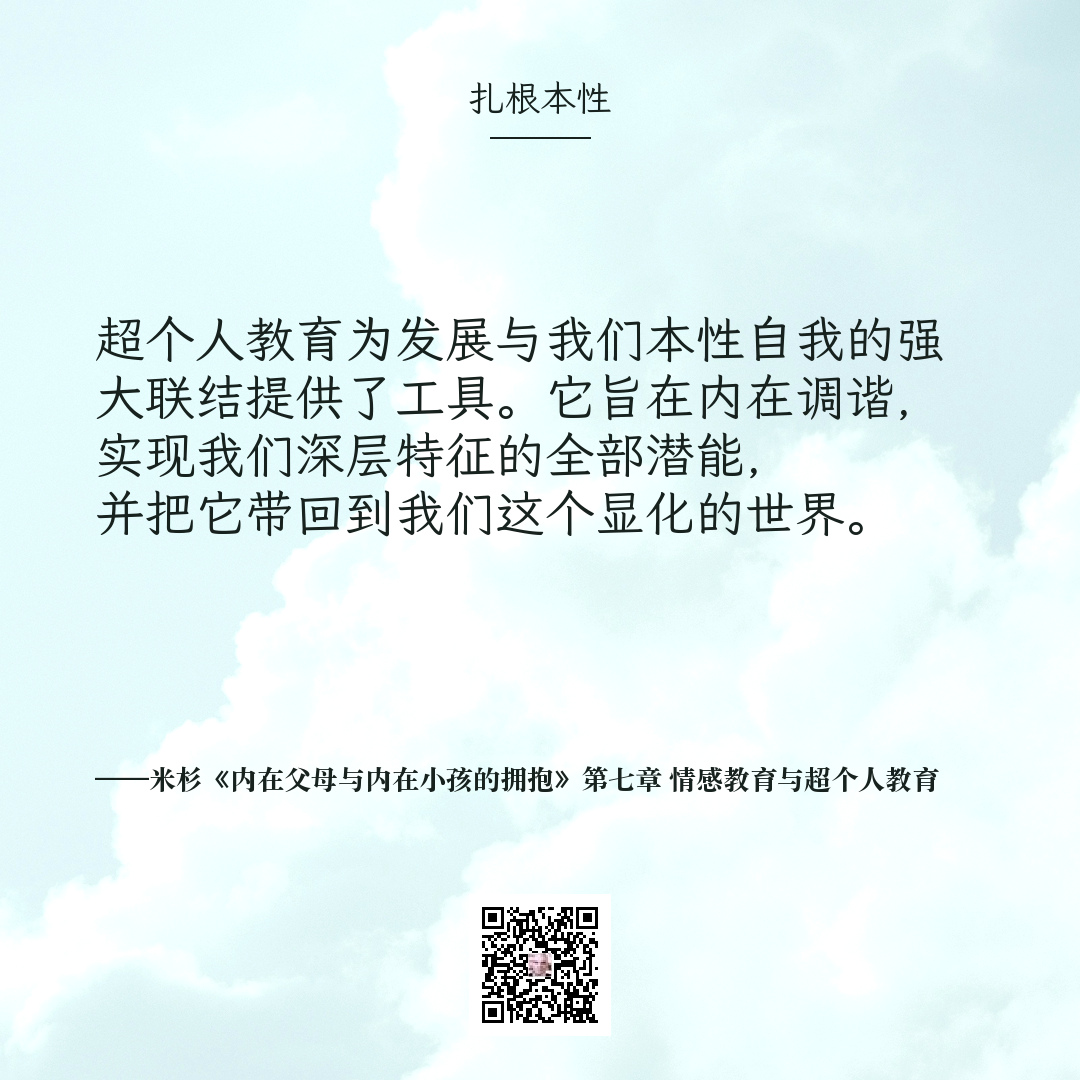 扎根本性
超个人教育为发展与我们本性自我的强
大联结提供了工具。它旨在内在调谐,
实现我们深层特征的全部潜能,
并把它带回到我们这个显化的世界。
——米杉《内在父母与内在小孩的拥抱》第七章 情感教育与超个人教育